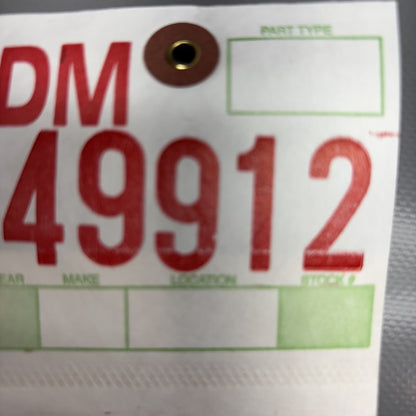 PART TYPE
DM
49912
EAR MAKE LOCATION STOCK #